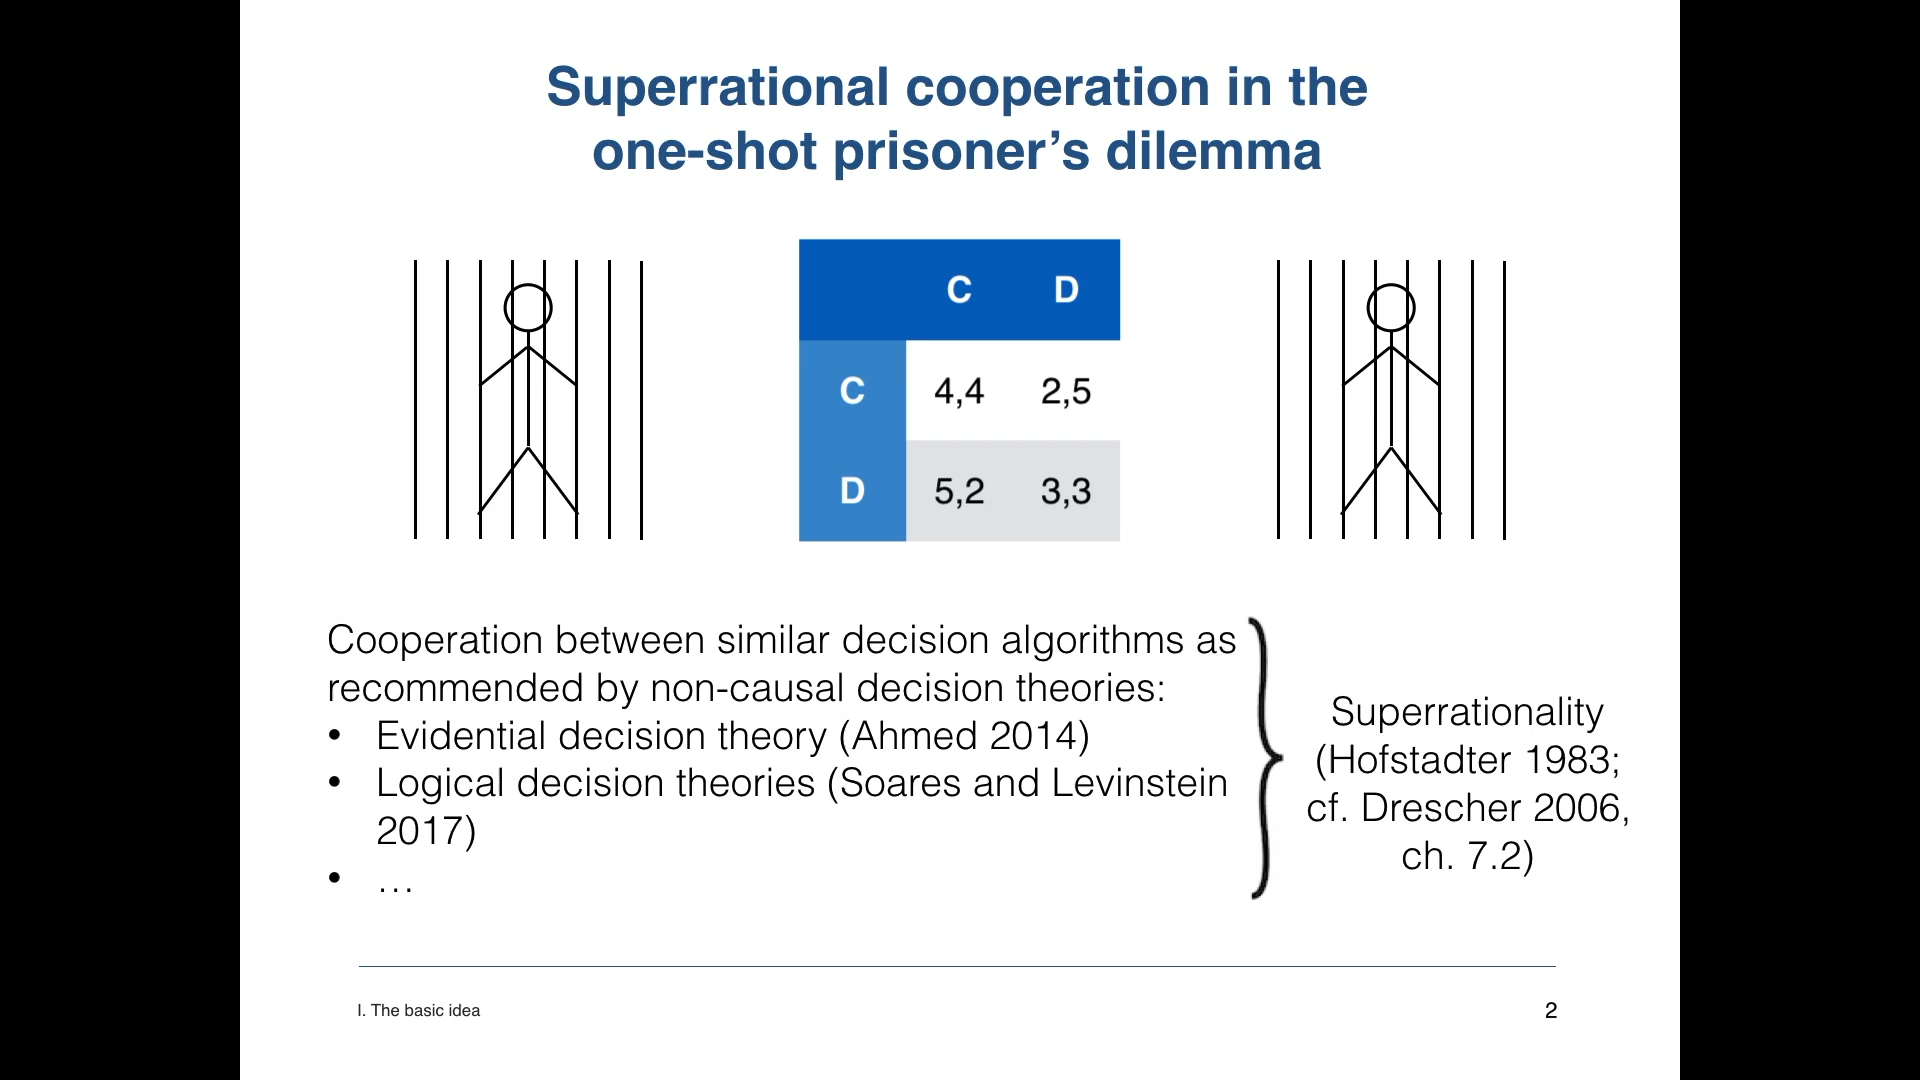 Superrational cooperation in the
one-shot prisoner’s dilemma
C D
C 4,4 2,5
D 5,2 3,3
Cooperation between similar decision algorithms as
recommended by non-causal decision theories:
• Evidential decision theory (Ahmed 2014)
• Logical decision theories (Soares and Levinstein
2017)
• …
Superrationality
(Hofstadter 1983;
cf. Drescher 2006,
ch. 7.2)
I. The basic idea
2